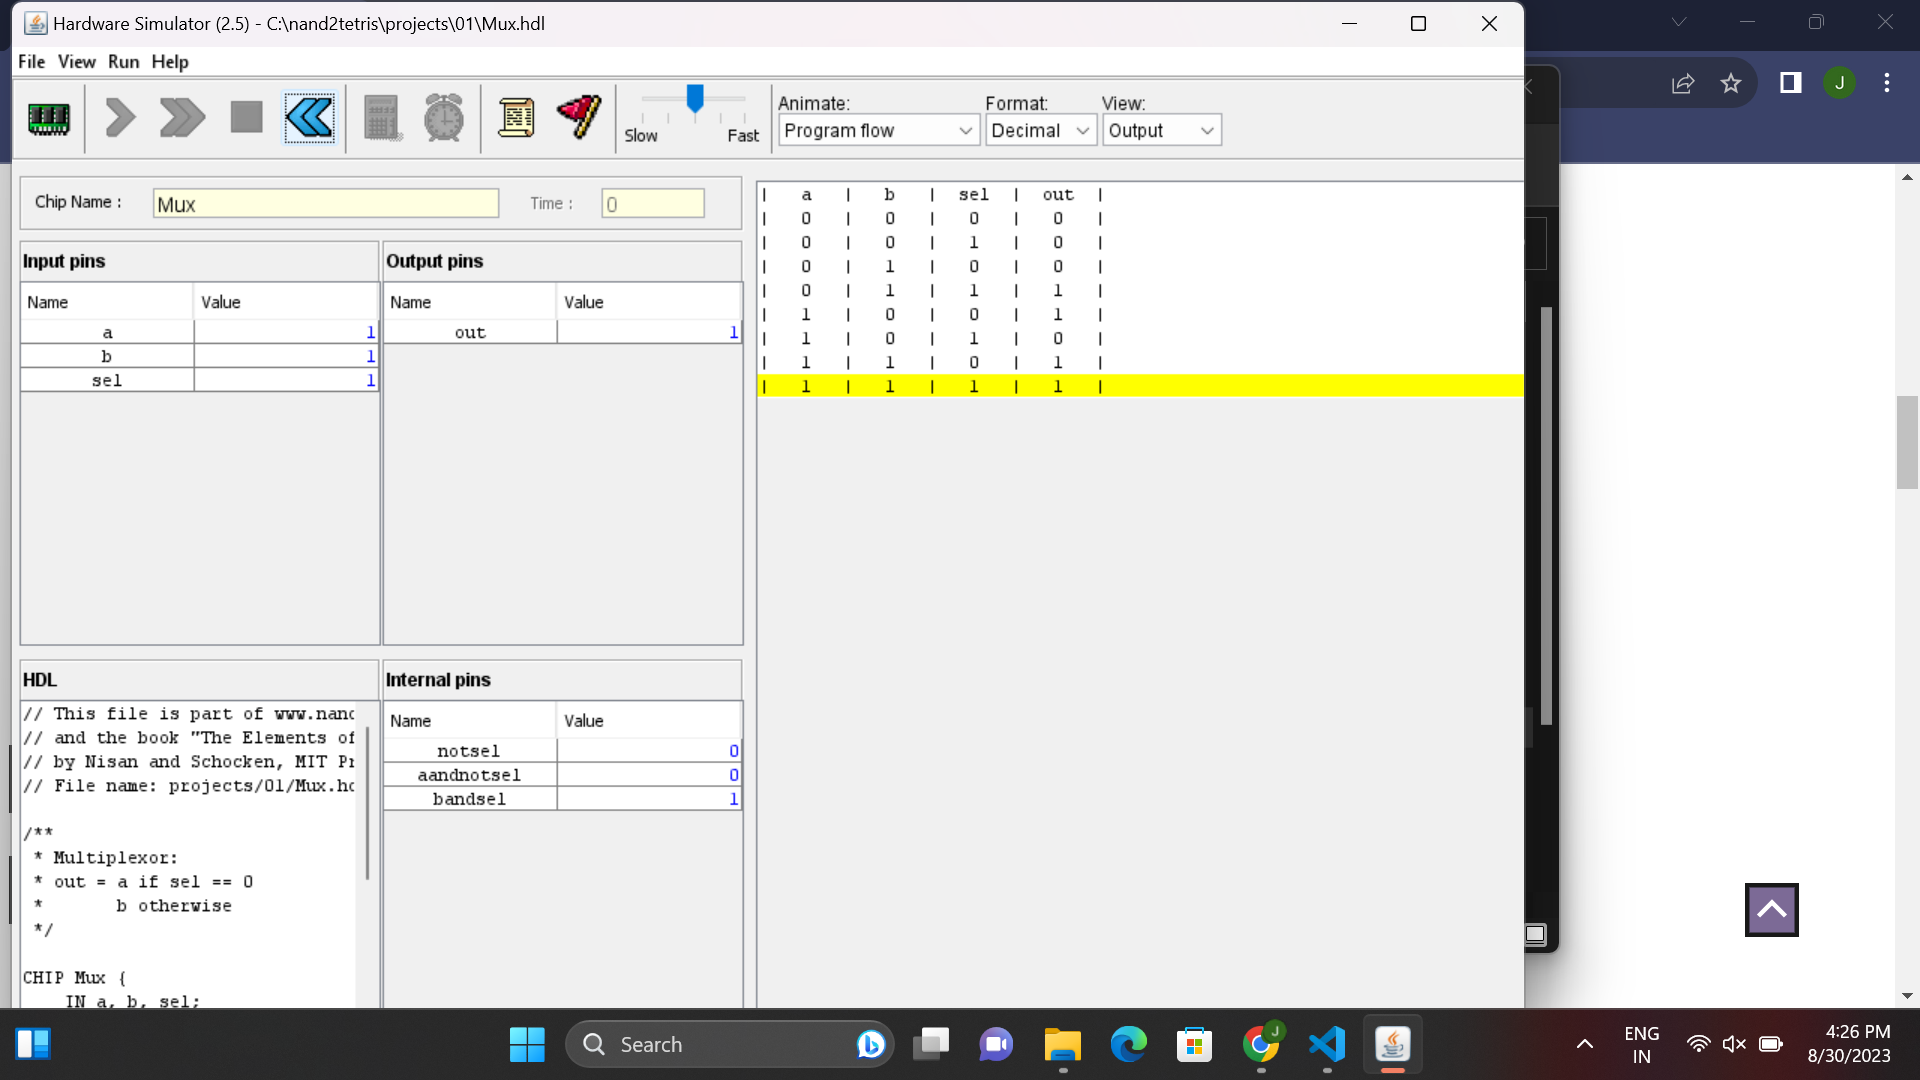 Hardware Simulator (2.5) - C:\nand2tetris\projects\01\Mux.hdl
File View Run Help
Slow Fast
Animate: Format: View:
Program flow Decimal Output
Chip Name : Mux Time : 0
Input pins
Name Value
a 1
b 1
sel 1
Output pins
Name Value
out 1
| a | b | sel | out |
| 0 | 0 | 0 | 0 |
| 0 | 0 | 1 | 0 |
| 0 | 1 | 0 | 0 |
| 0 | 1 | 1 | 1 |
| 1 | 0 | 0 | 1 |
| 1 | 0 | 1 | 0 |
| 1 | 1 | 0 | 1 |
| 1 | 1 | 1 | 1 |
HDL
// This file is part of www.nand
// and the book "The Elements of
// by Nisan and Schocken, MIT Pr
// File name: projects/01/Mux.hd
/**
* Multiplexor:
* out = a if sel == 0
* b otherwise
*/
CHIP Mux {
IN a, b, sel;
Internal pins
Name Value
notsel 0
aandnotsel 0
bandsel 1
J
Search
J
ENG
IN
4:26 PM
8/30/2023